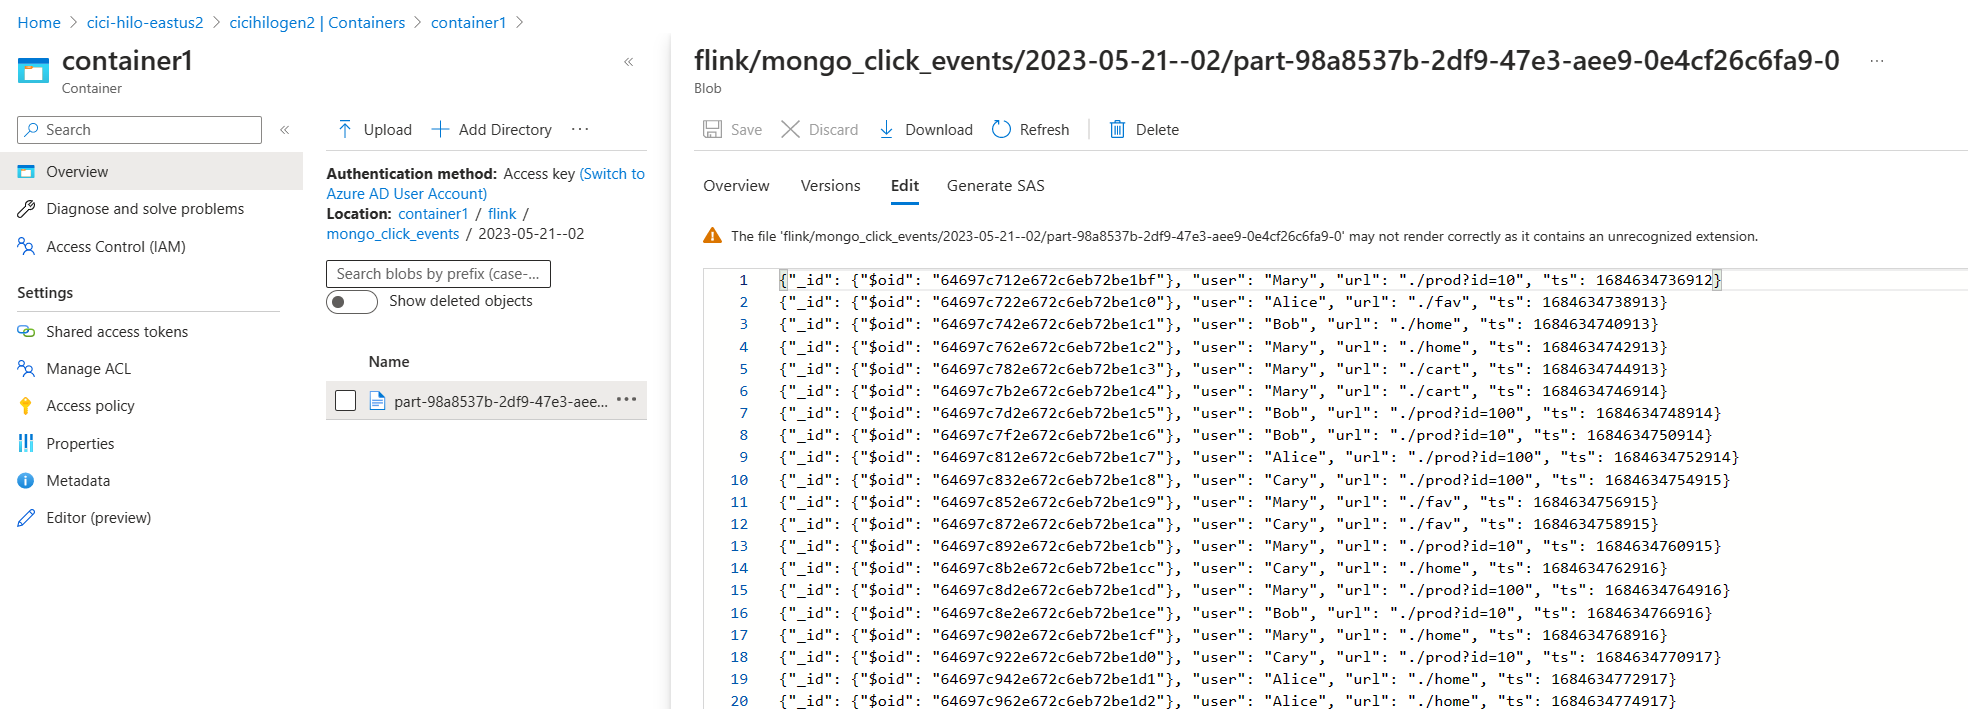 Home > cici-hilo-eastus2 > cicihilogen2 | Containers > container1 >
container1
Container
Search
Overview
Diagnose and solve problems
Access Control (IAM)
Settings
Shared access tokens
Manage ACL
Access policy
Properties
Metadata
Editor (preview)
Upload Add Directory ...
Authentication method: Access key (Switch to
Azure AD User Account)
Location: container1 / flink /
mongo_click_events / 2023-05-21--02
Search blobs by prefix (case-...
Show deleted objects
Name
part-98a8537b-2df9-47e3-aee... ...
flink/mongo_click_events/2023-05-21--02/part-98a8537b-2df9-47e3-aee9-0e4cf26c6fa9-0 ...
Blob
Save Discard Download Refresh Delete
Overview Versions Edit Generate SAS
The file 'flink/mongo_click_events/2023-05-21--02/part-98a8537b-2df9-47e3-aee9-0e4cf26c6fa9-0' may not render correctly as it contains an unrecognized extension.
1 {"_id": {"$oid": "64697c712e672c6eb72be1bf"}, "user": "Mary", "url": "./prod?id=10", "ts": 1684634736912}
2 {"_id": {"$oid": "64697c722e672c6eb72be1c0"}, "user": "Alice", "url": "./fav", "ts": 1684634738913}
3 {"_id": {"$oid": "64697c742e672c6eb72be1c1"}, "user": "Bob", "url": "./home", "ts": 1684634740913}
4 {"_id": {"$oid": "64697c762e672c6eb72be1c2"}, "user": "Mary", "url": "./home", "ts": 1684634742913}
5 {"_id": {"$oid": "64697c782e672c6eb72be1c3"}, "user": "Mary", "url": "./cart", "ts": 1684634744913}
6 {"_id": {"$oid": "64697c7b2e672c6eb72be1c4"}, "user": "Mary", "url": "./cart", "ts": 1684634746914}
7 {"_id": {"$oid": "64697c7d2e672c6eb72be1c5"}, "user": "Bob", "url": "./prod?id=100", "ts": 1684634748914}
8 {"_id": {"$oid": "64697c7f2e672c6eb72be1c6"}, "user": "Bob", "url": "./prod?id=10", "ts": 1684634750914}
9 {"_id": {"$oid": "64697c812e672c6eb72be1c7"}, "user": "Alice", "url": "./prod?id=100", "ts": 1684634752914}
10 {"_id": {"$oid": "64697c832e672c6eb72be1c8"}, "user": "Cary", "url": "./prod?id=100", "ts": 1684634754915}
11 {"_id": {"$oid": "64697c852e672c6eb72be1c9"}, "user": "Mary", "url": "./fav", "ts": 1684634756915}
12 {"_id": {"$oid": "64697c872e672c6eb72be1ca"}, "user": "Cary", "url": "./fav", "ts": 1684634758915}
13 {"_id": {"$oid": "64697c892e672c6eb72be1cb"}, "user": "Mary", "url": "./prod?id=10", "ts": 1684634760915}
14 {"_id": {"$oid": "64697c8b2e672c6eb72be1cc"}, "user": "Cary", "url": "./home", "ts": 1684634762916}
15 {"_id": {"$oid": "64697c8d2e672c6eb72be1cd"}, "user": "Mary", "url": "./prod?id=100", "ts": 1684634764916}
16 {"_id": {"$oid": "64697c8e2e672c6eb72be1ce"}, "user": "Bob", "url": "./prod?id=10", "ts": 1684634766916}
17 {"_id": {"$oid": "64697c902e672c6eb72be1cf"}, "user": "Mary", "url": "./home", "ts": 1684634768916}
18 {"_id": {"$oid": "64697c922e672c6eb72be1d0"}, "user": "Cary", "url": "./prod?id=10", "ts": 1684634770917}
19 {"_id": {"$oid": "64697c942e672c6eb72be1d1"}, "user": "Alice", "url": "./home", "ts": 1684634772917}
20 {"_id": {"$oid": "64697c962e672c6eb72be1d2"}, "user": "Alice", "url": "./home", "ts": 1684634774917}